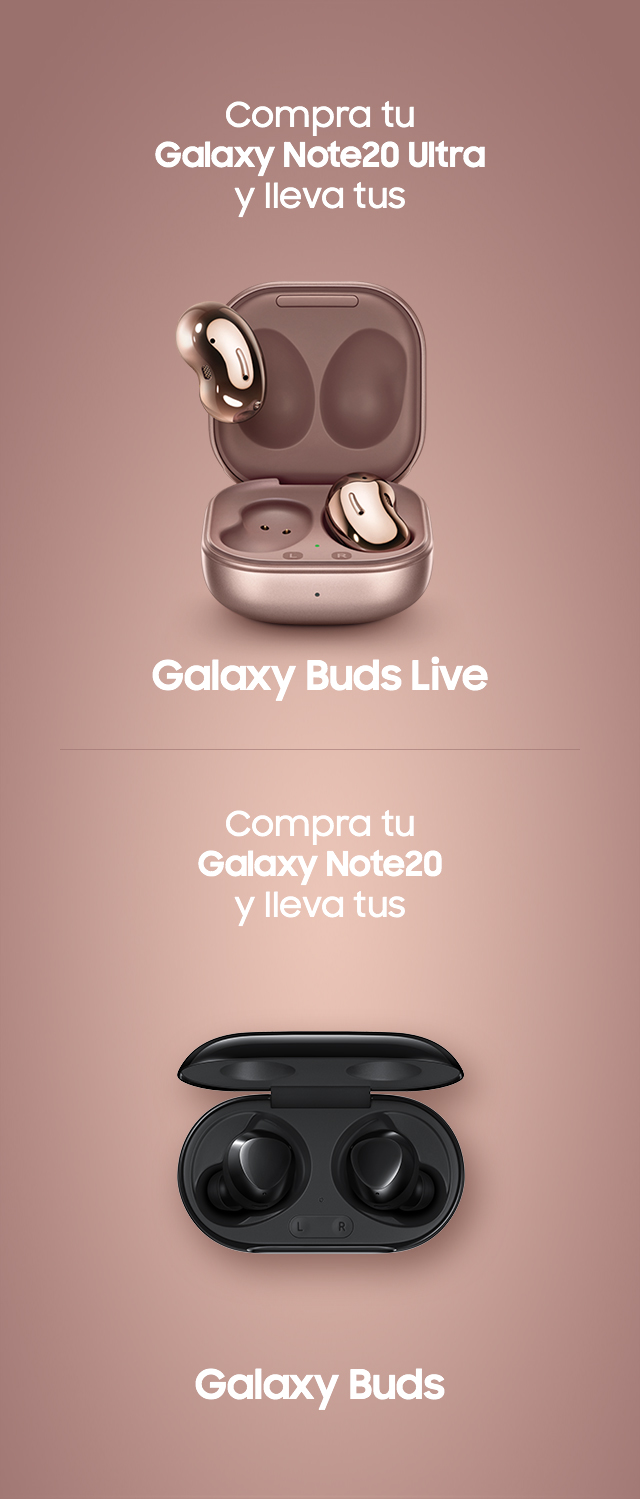 Compra tu
Galaxy Note20 Ultra
y lleva tus
L R
Galaxy Buds Live
Compra tu
Galaxy Note20
y lleva tus
L R
Galaxy Buds